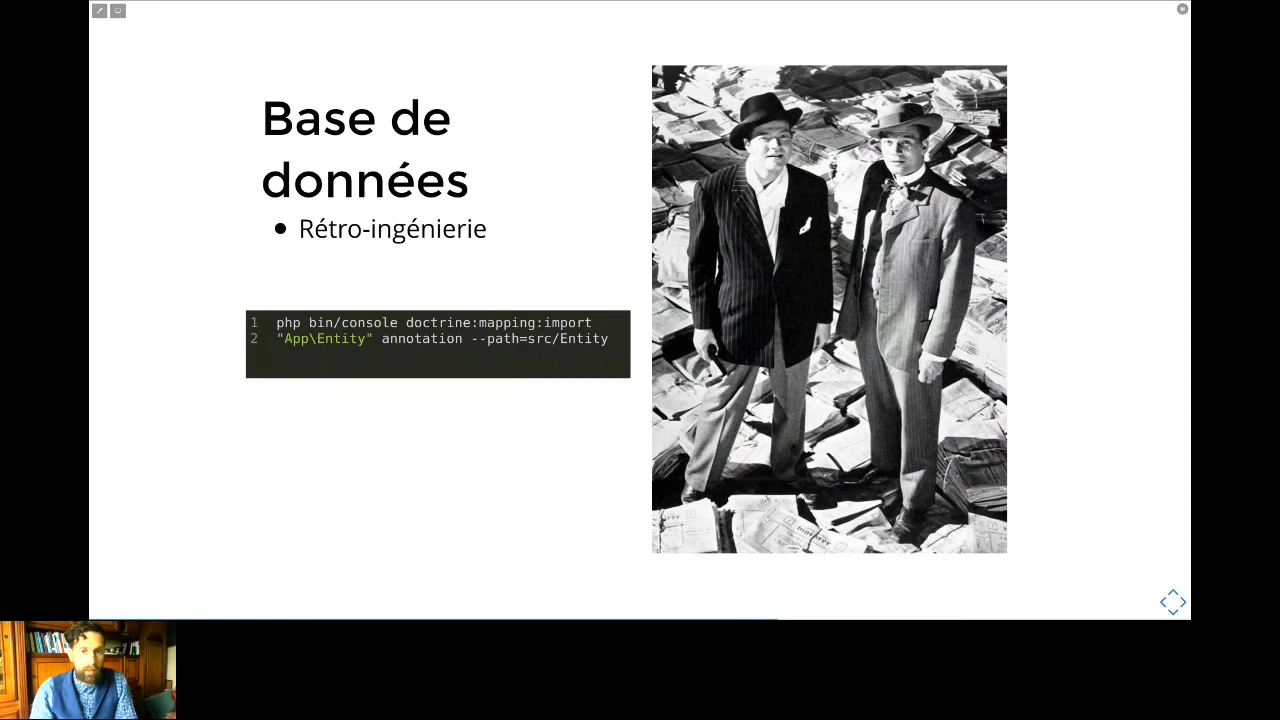 Base de
données
• Rétro-ingénierie
1 php bin/console doctrine:mapping:import
2 "App\Entity" annotation --path=src/Entity